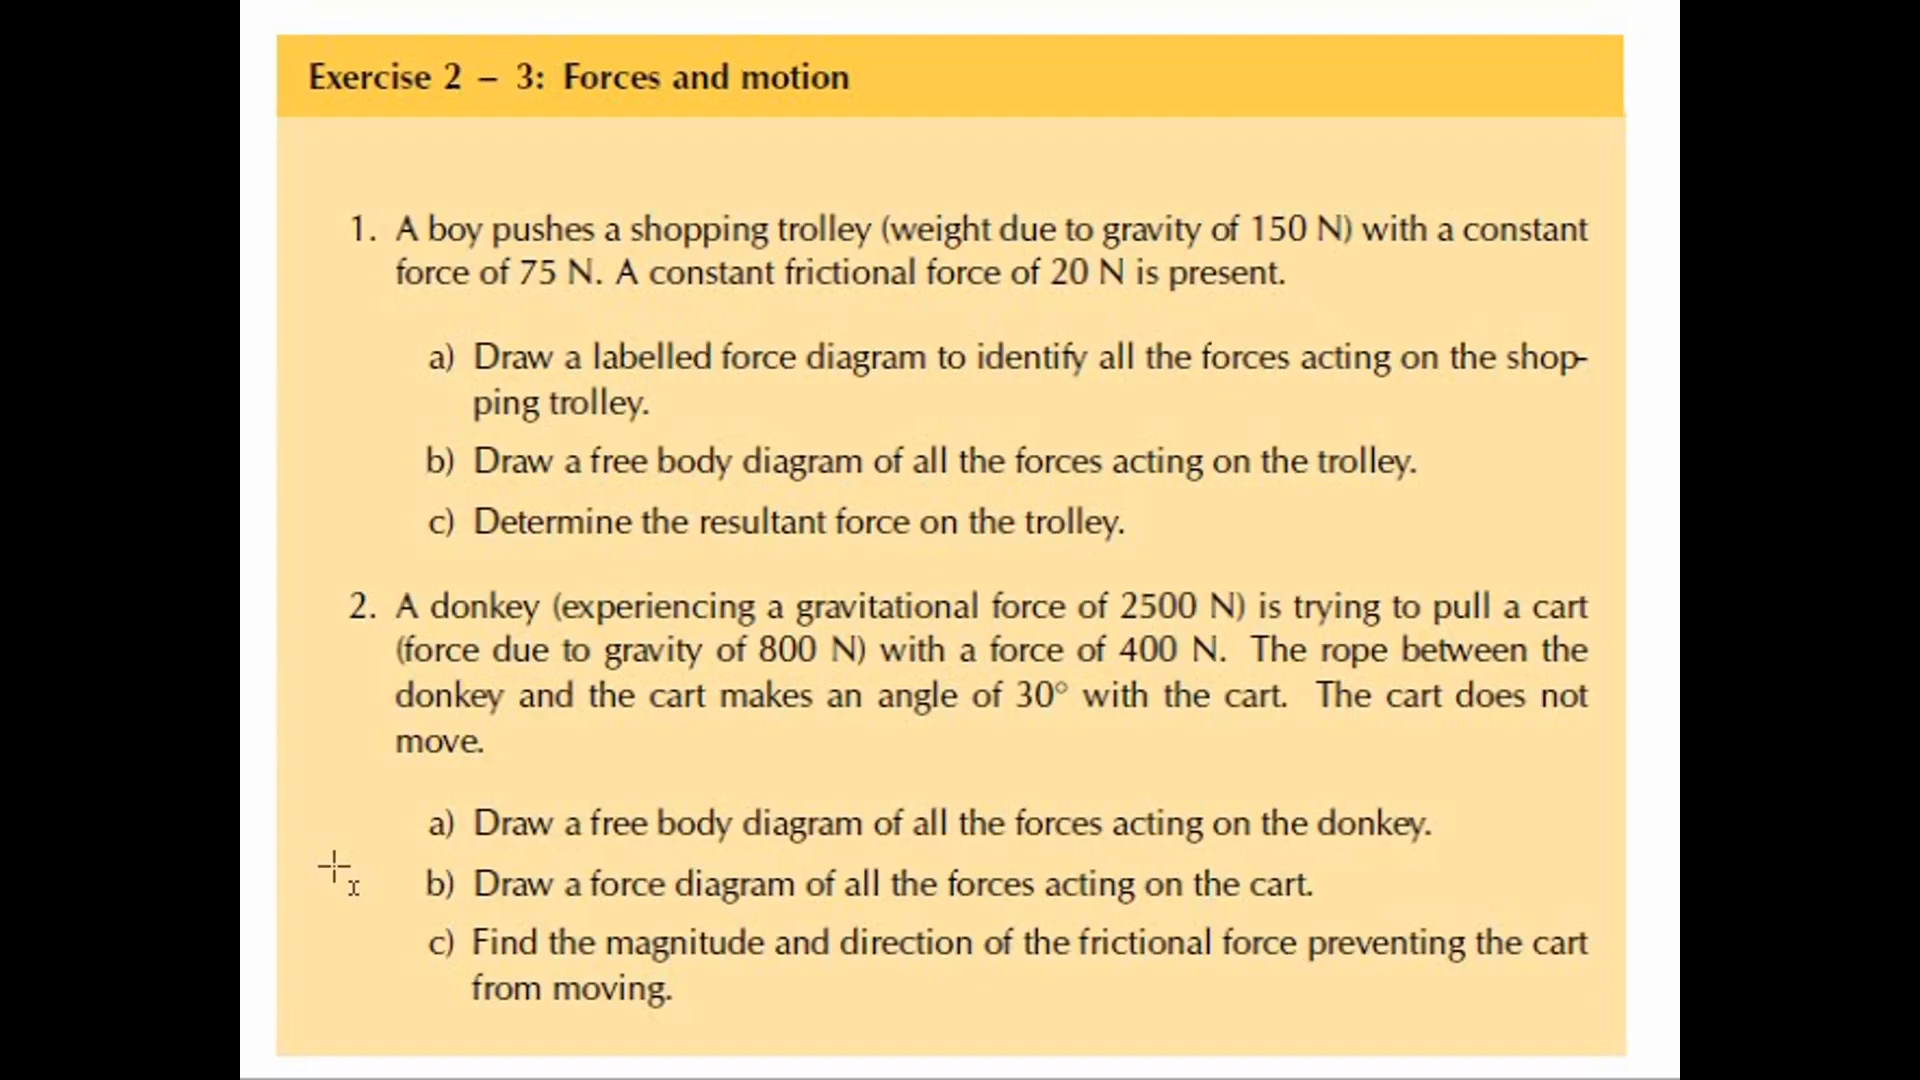 Exercise 2 – 3: Forces and motion
1. A boy pushes a shopping trolley (weight due to gravity of 150 N) with a constant
force of 75 N. A constant frictional force of 20 N is present.
a) Draw a labelled force diagram to identify all the forces acting on the shop-
ping trolley.
b) Draw a free body diagram of all the forces acting on the trolley.
c) Determine the resultant force on the trolley.
2. A donkey (experiencing a gravitational force of 2500 N) is trying to pull a cart
(force due to gravity of 800 N) with a force of 400 N. The rope between the
donkey and the cart makes an angle of 30° with the cart. The cart does not
move.
a) Draw a free body diagram of all the forces acting on the donkey.
b) Draw a force diagram of all the forces acting on the cart.
c) Find the magnitude and direction of the frictional force preventing the cart
from moving.